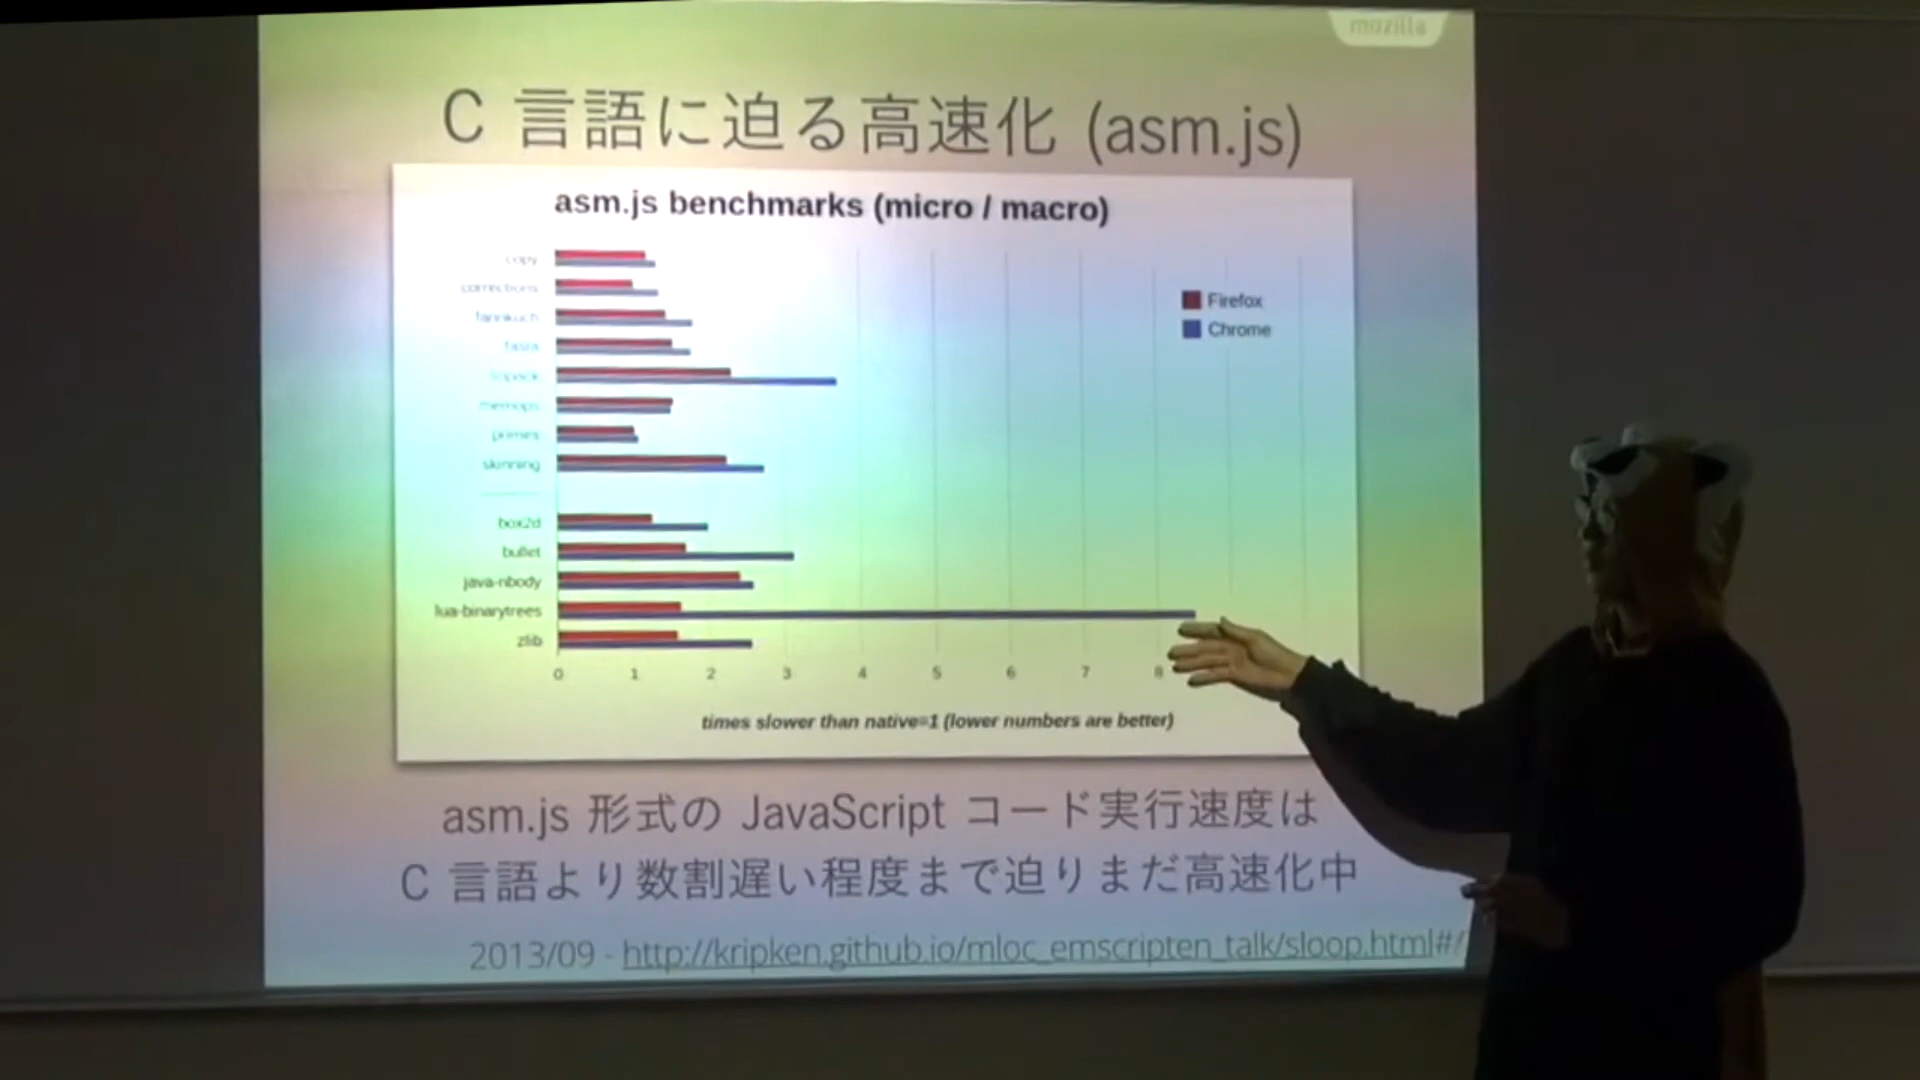 mozilla
C 言語に迫る高速化 (asm.js)
asm.js benchmarks (micro / macro)
copy
corrections
fannkuch
fasta
linpack
memops
primes
skinning
Firefox
Chrome
box2d
bullet
java-nbody
lua-binarytrees
zlib
0 1 2 3 4 5 6 7 8
times slower than native=1 (lower numbers are better)
asm.js 形式の JavaScript コード実行速度は
C 言語より数割遅い程度まで迫りまだ高速化中
2013/09 - http://kripken.github.io/mloc_emscripten_talk/sloop.html#/